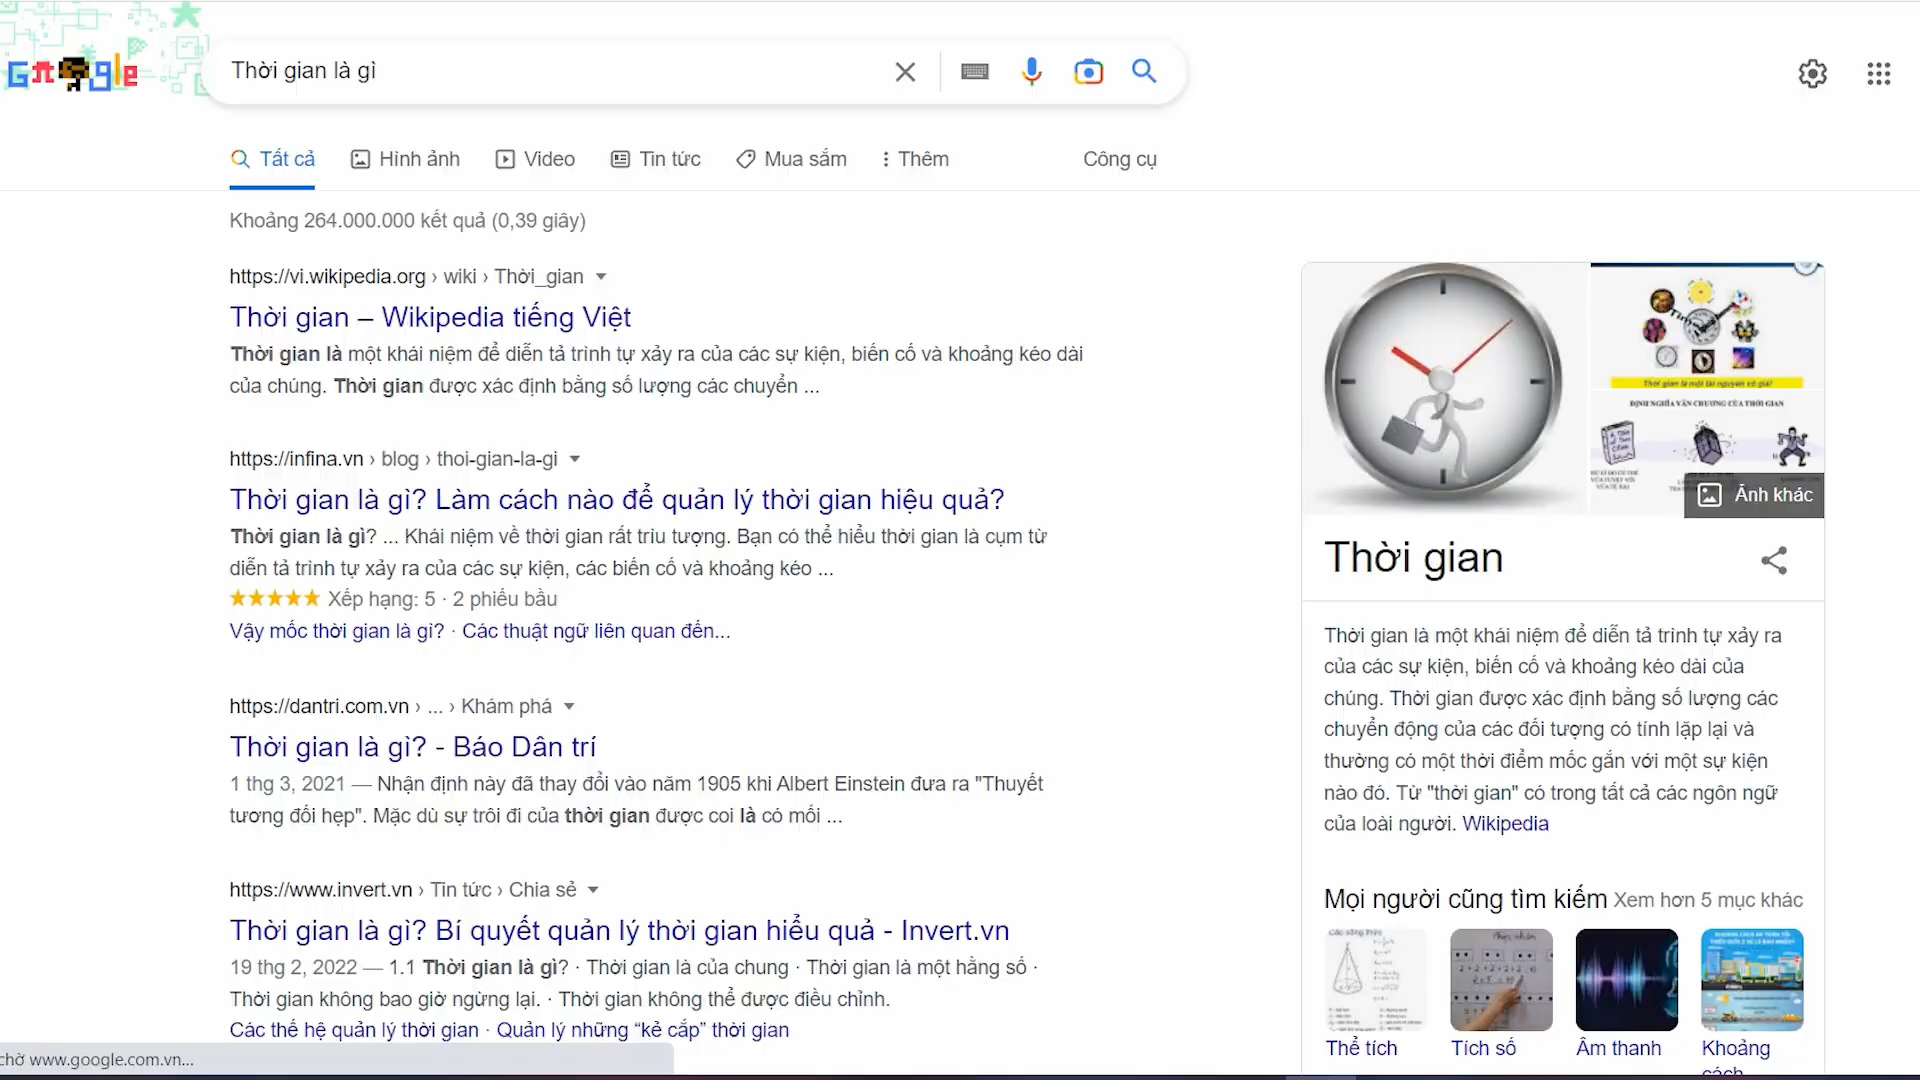 Google
Thời gian là gì
Tất cả
Hình ảnh
Video
Tin tức
Mua sắm
Thêm
Công cụ
Khoảng 264.000.000 kết quả (0,39 giây)
https://vi.wikipedia.org › wiki › Thời_gian
Thời gian – Wikipedia tiếng Việt
Thời gian là một khái niệm để diễn tả trình tự xảy ra của các sự kiện, biến cố và khoảng kéo dài
của chúng. Thời gian được xác định bằng số lượng các chuyển ...
https://infina.vn › blog › thoi-gian-la-gi
Thời gian là gì? Làm cách nào để quản lý thời gian hiệu quả?
Thời gian là gì? ... Khái niệm về thời gian rất trìu tượng. Bạn có thể hiểu thời gian là cụm từ
diễn tả trình tự xảy ra của các sự kiện, các biến cố và khoảng kéo ...
Xếp hạng: 5 · 2 phiếu bầu
Vậy mốc thời gian là gì? · Các thuật ngữ liên quan đến...
https://dantri.com.vn › ... › Khám phá
Thời gian là gì? - Báo Dân trí
1 thg 3, 2021 — Nhận định này đã thay đổi vào năm 1905 khi Albert Einstein đưa ra "Thuyết
tương đối hẹp". Mặc dù sự trôi đi của thời gian được coi là có mối ...
https://www.invert.vn › Tin tức › Chia sẻ
Thời gian là gì? Bí quyết quản lý thời gian hiểu quả - Invert.vn
19 thg 2, 2022 — 1.1 Thời gian là gì? · Thời gian là của chung · Thời gian là một hằng số ·
Thời gian không bao giờ ngừng lại. · Thời gian không thể được điều chỉnh.
Các thế hệ quản lý thời gian · Quản lý những “kẻ cắp” thời gian
chờ www.google.com.vn...
Thời gian là một tài nguyên vô giá!
ĐỊNH NGHĨA VĂN CHƯƠNG CỦA THỜI GIAN
Ảnh khác
Thời gian
Thời gian là một khái niệm để diễn tả trình tự xảy ra
của các sự kiện, biến cố và khoảng kéo dài của
chúng. Thời gian được xác định bằng số lượng các
chuyển động của các đối tượng có tính lặp lại và
thường có một thời điểm mốc gắn với một sự kiện
nào đó. Từ "thời gian" có trong tất cả các ngôn ngữ
của loài người. Wikipedia
Mọi người cũng tìm kiếm
Xem hơn 5 mục khác
Thể tích
Tích số
Âm thanh
Khoảng
cách